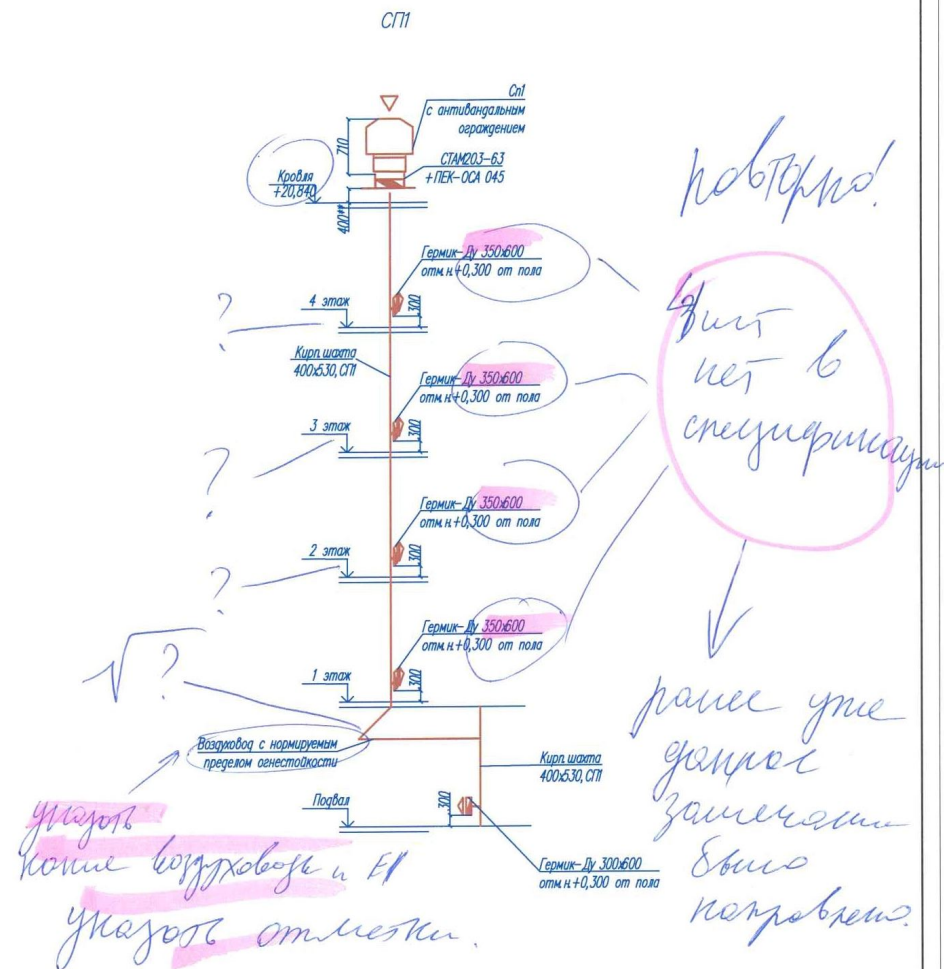 СП1
Сп1
с антивандальным
ограждением
710
СТАМ203-63
+ПЕК-ОСА 045
Кровля
+20,840
400**
повторно!
Гермик-Ду 350х600
отм.н.+0,300 от пола
300
4 этаж
?
нет в
спецификации
Кирп.шахта
400х530, СП1
Гермик-Ду 350х600
отм.н.+0,300 от пола
300
3 этаж
?
Гермик-Ду 350х600
отм.н.+0,300 от пола
300
2 этаж
?
Гермик-Ду 350х600
отм.н.+0,300 от пола
300
1 этаж
√?
Воздуховод с нормируемым
пределом огнестойкости
Кирп.шахта
400х530, СП1
300
Подвал
Гермик-Ду 300х600
отм.н.+0,300 от пола
ранее уже
данное
замечание
было
направлено.
указать
какие воздуховоды и EI
указать отметки.